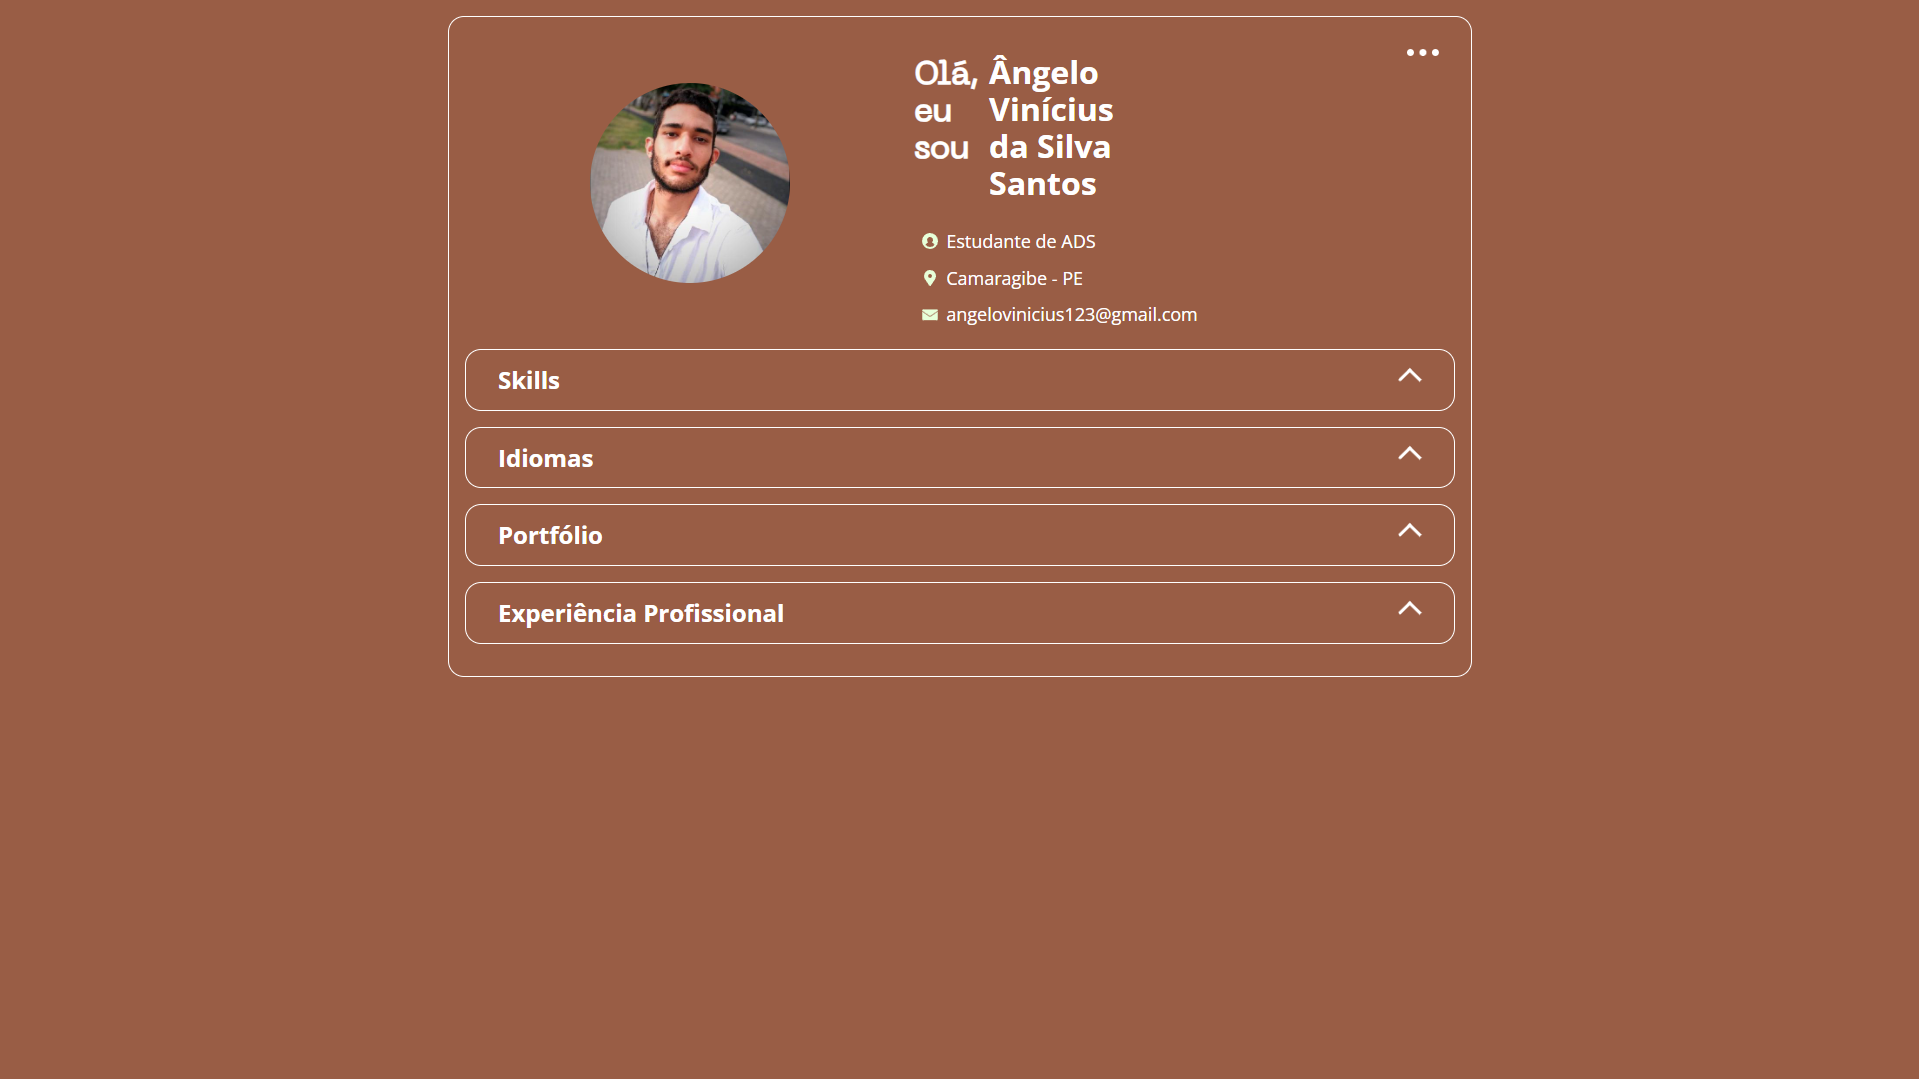 Olá, Ângelo
eu Vinícius
sou da Silva
Santos
Estudante de ADS
Camaragibe - PE
angelovinicius123@gmail.com
Skills
Idiomas
Portfólio
Experiência Profissional